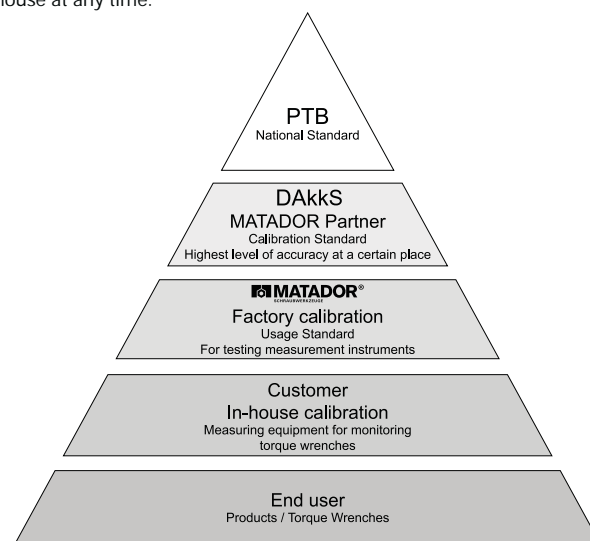 house at any time.
PTB
National Standard
DAkkS
MATADOR Partner
Calibration Standard
Highest level of accuracy at a certain place
MATADOR®
SCHRAUBWERKZEUGE
Factory calibration
Usage Standard
For testing measurement instruments
Customer
In-house calibration
Measuring equipment for monitoring
torque wrenches
End user
Products / Torque Wrenches